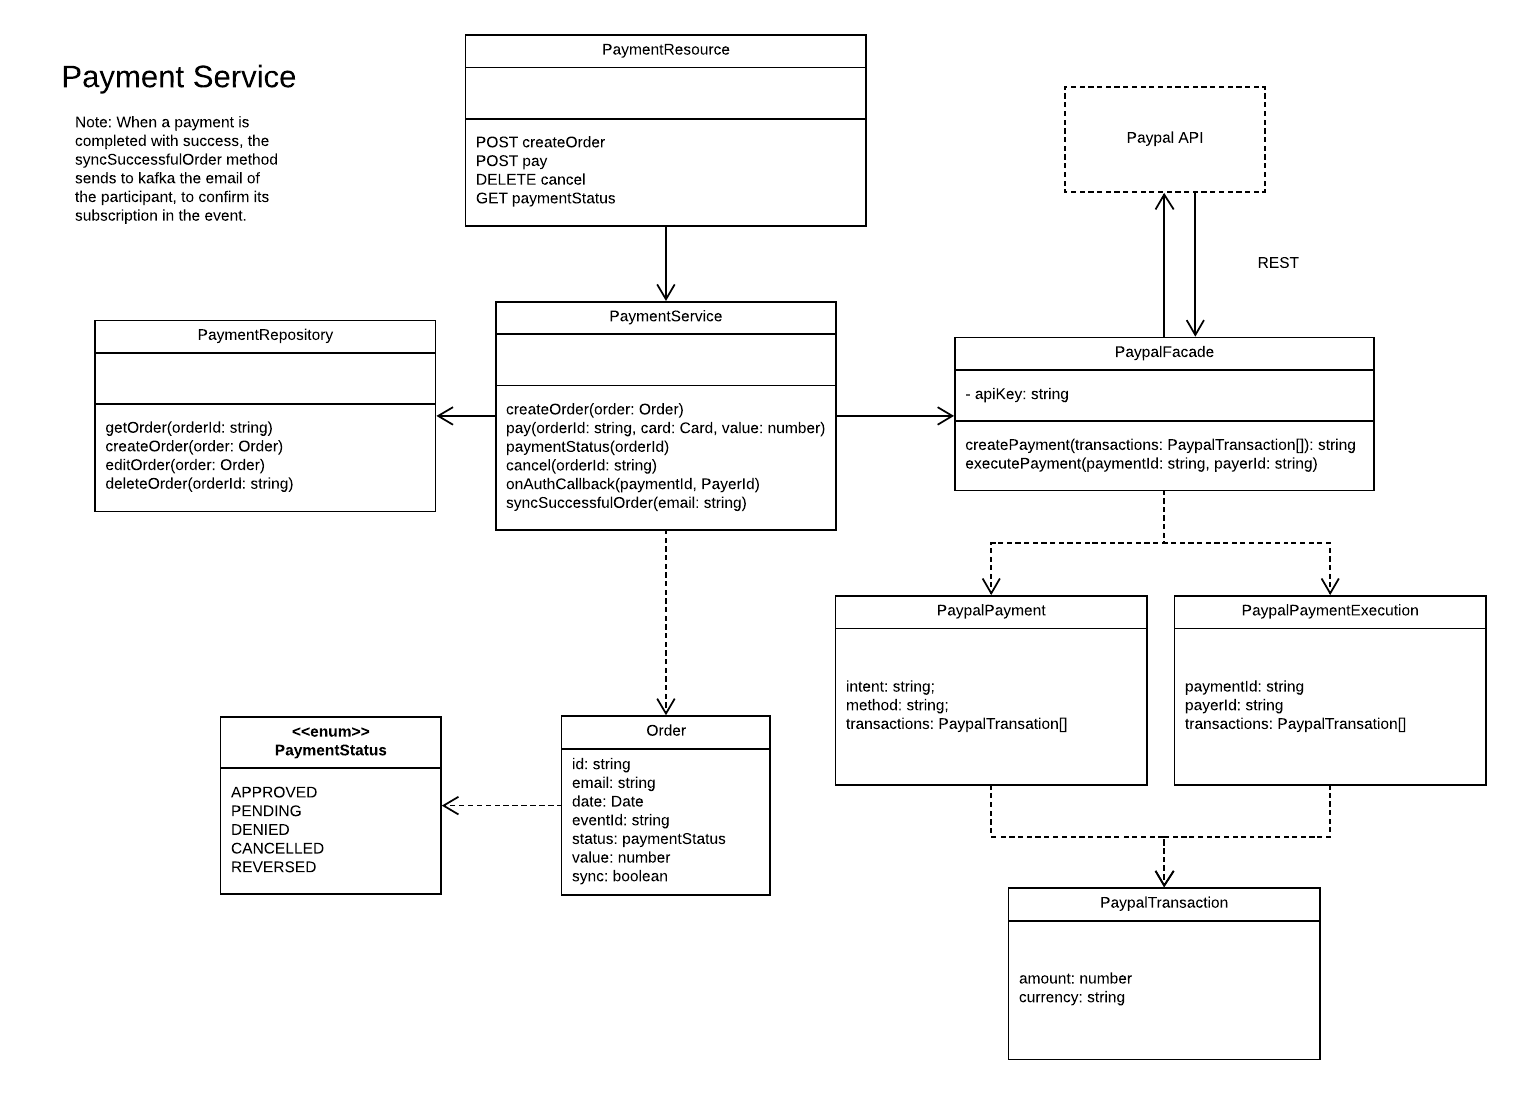 Payment Service
Note: When a payment is
completed with success, the
syncSuccessfulOrder method
sends to kafka the email of
the participant, to confirm its
subscription in the event.
PaymentResource
POST createOrder
POST pay
DELETE cancel
GET paymentStatus
Paypal API
REST
PaymentRepository
getOrder(orderId: string)
createOrder(order: Order)
editOrder(order: Order)
deleteOrder(orderId: string)
PaymentService
createOrder(order: Order)
pay(orderId: string, card: Card, value: number)
paymentStatus(orderId)
cancel(orderId: string)
onAuthCallback(paymentId, PayerId)
syncSuccessfulOrder(email: string)
PaypalFacade
- apiKey: string
createPayment(transactions: PaypalTransaction[]): string
executePayment(paymentId: string, payerId: string)
PaypalPayment
intent: string;
method: string;
transactions: PaypalTransation[]
PaypalPaymentExecution
paymentId: string
payerId: string
transactions: PaypalTransation[]
<<enum>>
PaymentStatus
APPROVED
PENDING
DENIED
CANCELLED
REVERSED
Order
id: string
email: string
date: Date
eventId: string
status: paymentStatus
value: number
sync: boolean
PaypalTransaction
amount: number
currency: string